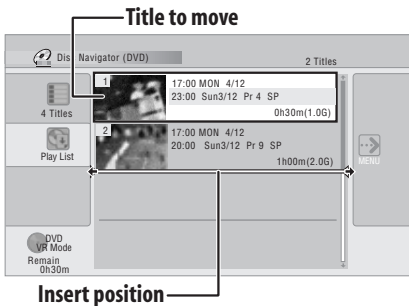 Title to move
Disc Navigator (DVD)
2 Titles
1
17:00 MON 4/12
23:00 Sun3/12 Pr 4 SP
0h30m(1.0G)
4 Titles
2
17:00 MON 4/12
20:00 Sun3/12 Pr 9 SP
1h00m(2.0G)
Play List
MENU
DVD
VR Mode
Remain
0h30m
Insert position